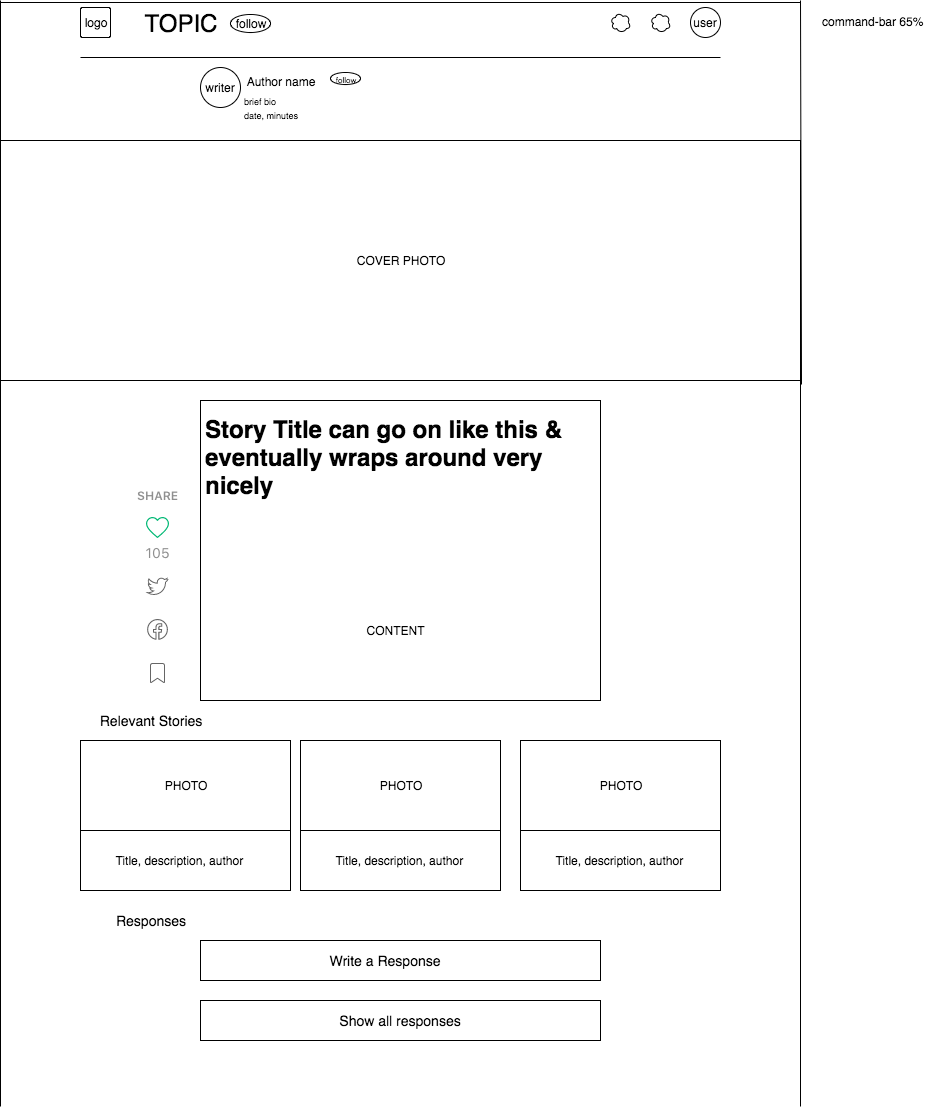 logo
TOPIC
follow
user
command-bar 65%
writer
Author name
follow
brief bio
date, minutes
COVER PHOTO
Story Title can go on like this &
eventually wraps around very
nicely
SHARE
105
CONTENT
Relevant Stories
PHOTO
PHOTO
PHOTO
Title, description, author
Title, description, author
Title, description, author
Responses
Write a Response
Show all responses